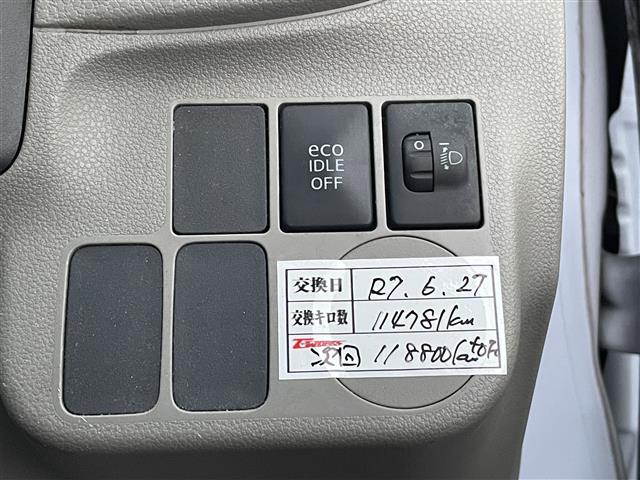 eco
IDLE
OFF
O
交換日 R7.6.27
交換キロ数 114781km
次回 118800km